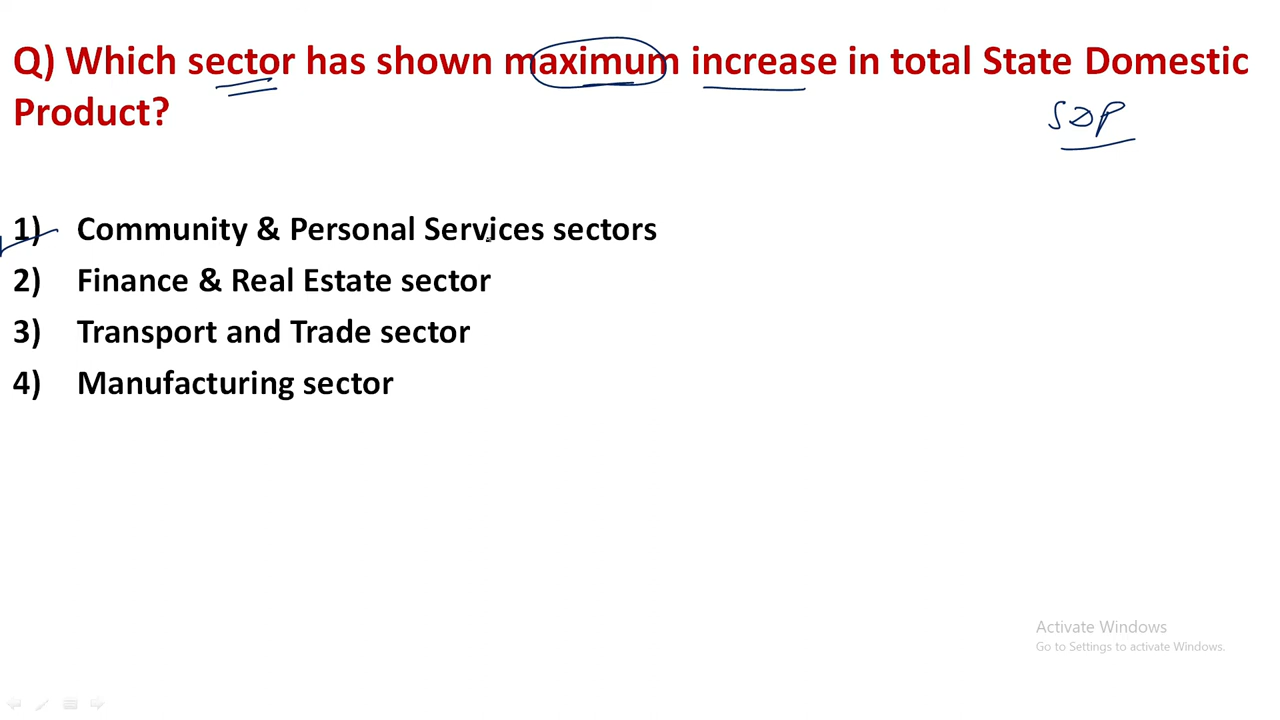 Q) Which sector has shown maximum increase in total State Domestic
Product?
SDP
1) Community & Personal Services sectors
2) Finance & Real Estate sector
3) Transport and Trade sector
4) Manufacturing sector
Activate Windows
Go to Settings to activate Windows.